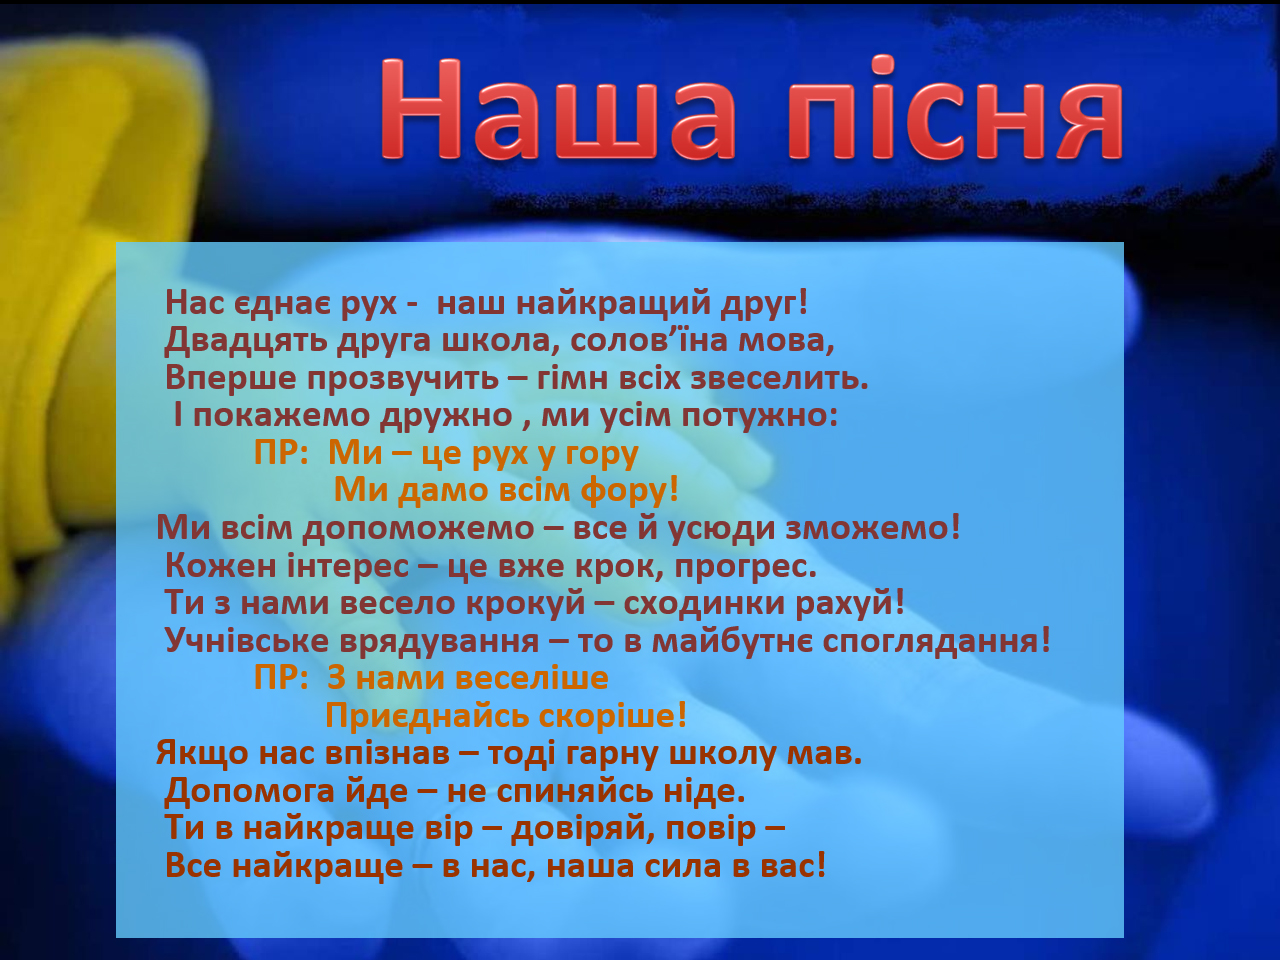 Наша пісня
Нас єднає рух - наш найкращий друг!
Двадцять друга школа, солов’їна мова,
Вперше прозвучить – гімн всіх звеселить.
І покажемо дружно , ми усім потужно:
ПР: Ми – це рух у гору
Ми дамо всім фору!
Ми всім допоможемо – все й усюди зможемо!
Кожен інтерес – це вже крок, прогрес.
Ти з нами весело крокуй – сходинки рахуй!
Учнівське врядування – то в майбутнє споглядання!
ПР: З нами веселіше
Приєднайсь скоріше!
Якщо нас впізнав – тоді гарну школу мав.
Допомога йде – не спиняйсь ніде.
Ти в найкраще вір – довіряй, повір –
Все найкраще – в нас, наша сила в вас!